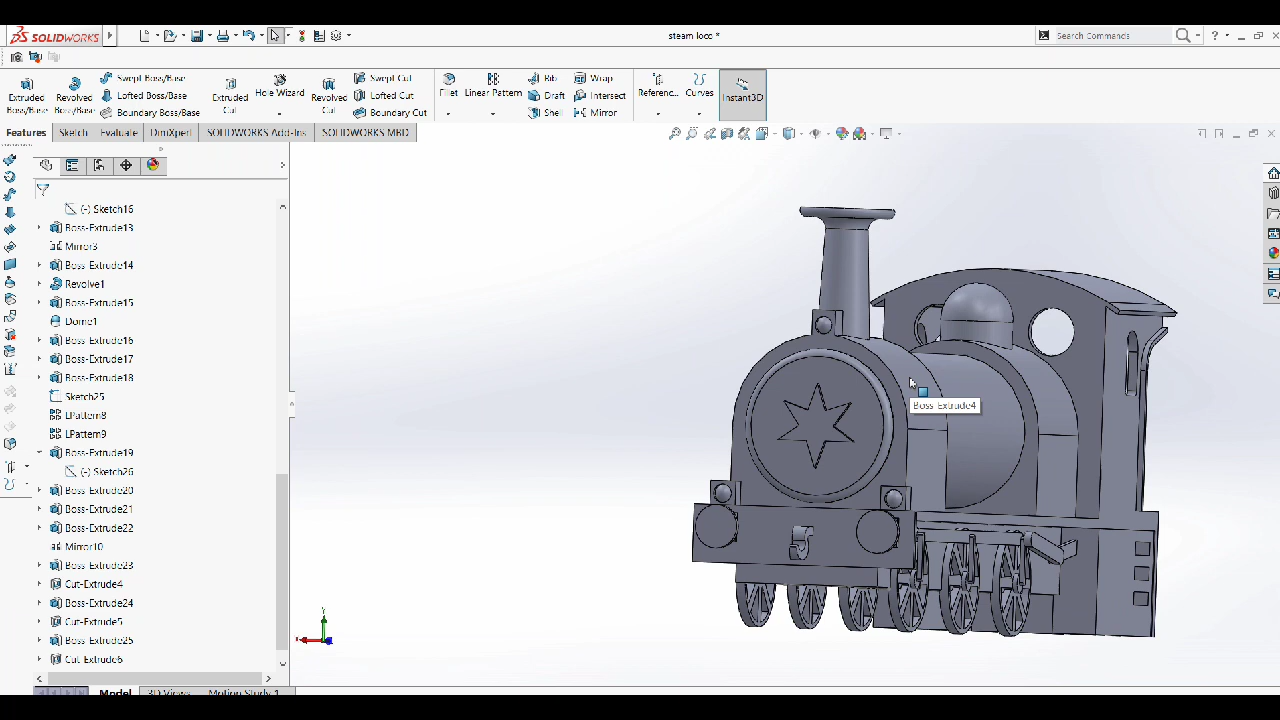 SOLIDWORKS
steam loco *
Search Commands
?
Extruded Boss/Base
Revolved Boss/Base
Swept Boss/Base
Lofted Boss/Base
Boundary Boss/Base
Extruded Cut
Hole Wizard
Revolved Cut
Swept Cut
Lofted Cut
Boundary Cut
Fillet
Linear Pattern
Rib
Draft
Shell
Wrap
Intersect
Mirror
Referenc...
Curves
Instant3D
Features
Sketch
Evaluate
DimXpert
SOLIDWORKS Add-Ins
SOLIDWORKS MBD
(-) Sketch16
Boss-Extrude13
Mirror3
Boss-Extrude14
Revolve1
Boss-Extrude15
Dome1
Boss-Extrude16
Boss-Extrude17
Boss-Extrude18
Sketch25
LPattern8
LPattern9
Boss-Extrude19
(-) Sketch26
Boss-Extrude20
Boss-Extrude21
Boss-Extrude22
Mirror10
Boss-Extrude23
Cut-Extrude4
Boss-Extrude24
Cut-Extrude5
Boss-Extrude25
Cut-Extrude6
Boss-Extrude4
Model
3D Views
Motion Study 1